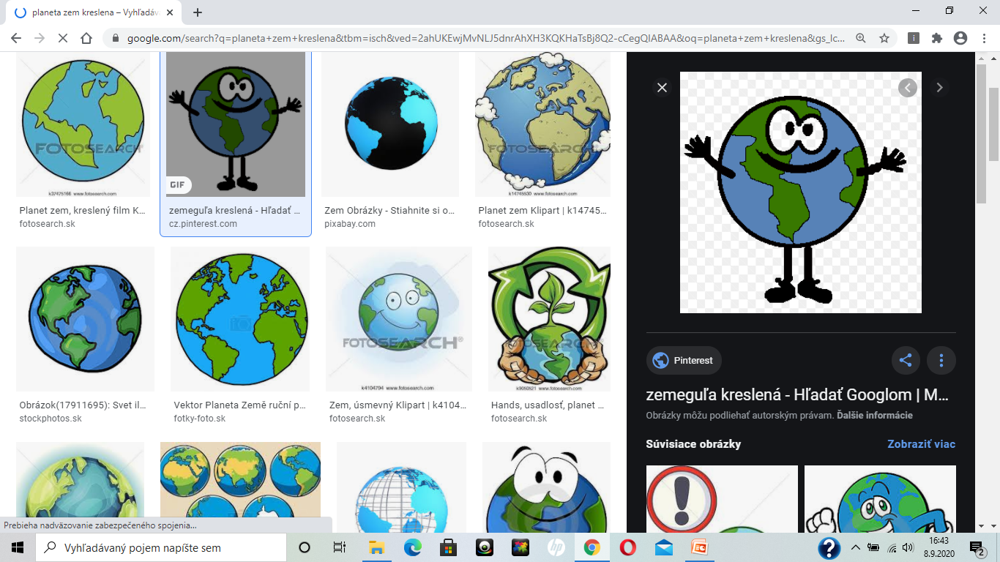 planeta zem kreslena – Vyhľadáv
google.com/search?q=planeta+zem+kreslena&tbm=isch&ved=2ahUKEwjMvNLJ5dnrAhXH3KQKHaTsBj8Q2-cCegQIABAA&oq=planeta+zem+kreslena&gs_lc...
FOTOSEARCH
k37475166 www.fotosearch.com
GIF
FOTOSEARCH
k14745530 www.fotosearch.com
Planet zem, kreslený film K...
fotosearch.sk
zemeguľa kreslená - Hľadať ...
cz.pinterest.com
Zem Obrázky - Stiahnite si o...
pixabay.com
Planet zem Klipart | k14745...
fotosearch.sk
FOTOSEARCH®
k4104794 www.fotosearch.com
FOTOSEARCH
k9050521 www.fotosearch.com
Obrázok(17911695): Svet il...
stockphotos.sk
Vektor Planeta Země ruční p...
fotky-foto.sk
Zem, úsmevný Klipart | k4104...
fotosearch.sk
Hands, usadlosť, planet ...
fotosearch.sk
Pinterest
zemeguľa kreslená - Hľadať Googlom | M...
Obrázky môžu podliehať autorským právam. Ďalšie informácie
Súvisiace obrázky
Zobraziť viac
Prebieha nadväzovanie zabezpečeného spojenia...
Vyhľadávaný pojem napíšte sem
hp
16:43
8.9.2020
2